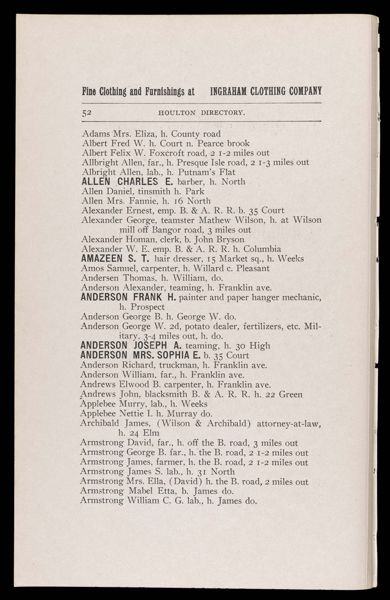 Fine Clothing and Furnishings at INGRAHAM CLOTHING COMPANY
52 HOULTON DIRECTORY.
Adams Mrs. Eliza, h. County road
Albert Fred W. h. Court n. Pearce brook
Albert Felix W. Foxcroft road, 2 1-2 miles out
Allbright Allen, far., h. Presque Isle road, 2 1-3 miles out
Albright Allen, lab., h. Putnam's Flat
ALLEN CHARLES E. barber, h. North
Allen Daniel, tinsmith h. Park
Allen Mrs. Fannie, h. 16 North
Alexander Ernest, emp. B. & A. R. R. b. 35 Court
Alexander George, teamster Mathew Wilson, h. at Wilson
mill off Bangor road, 3 miles out
Alexander Homan, clerk, b. John Bryson
Alexander W. E. emp. B. & A. R. R. h. Columbia
AMAZEEN S. T. hair dresser, 15 Market sq., h. Weeks
Amos Samuel, carpenter, h. Willard c. Pleasant
Andersen Thomas, h. William, do.
Anderson Alexander, teaming, h. Franklin ave.
ANDERSON FRANK H. painter and paper hanger mechanic,
h. Prospect
Anderson George B. h. George W. do.
Anderson George W. 2d, potato dealer, fertilizers, etc. Mil-
itary, 3-4 miles out, h. do.
ANDERSON JOSEPH A. teaming, h. 30 High
ANDERSON MRS. SOPHIA E. b. 35 Court
Anderson Richard, truckman, h. Franklin ave.
Anderson William, far., h. Franklin ave.
Andrews Elwood B. carpenter, h. Franklin ave.
Andrews John, blacksmith B. & A. R. R. h. 22 Green
Applebee Murry, lab., h. Weeks
Applebee Nettie I. h. Murray do.
Archibald James, (Wilson & Archibald) attorney-at-law,
h. 24 Elm
Armstrong David, far., h. off the B. road, 3 miles out
Armstrong George B. far., h. the B. road, 2 1-2 miles out
Armstrong James, farmer, h. the B. road, 2 1-2 miles out
Armstrong James S. lab., h. 31 North
Armstrong Mrs. Ella, (David) h. the B. road, 2 miles out
Armstrong Mabel Etta, b. James do.
Armstrong William C. G. lab., h. James do.